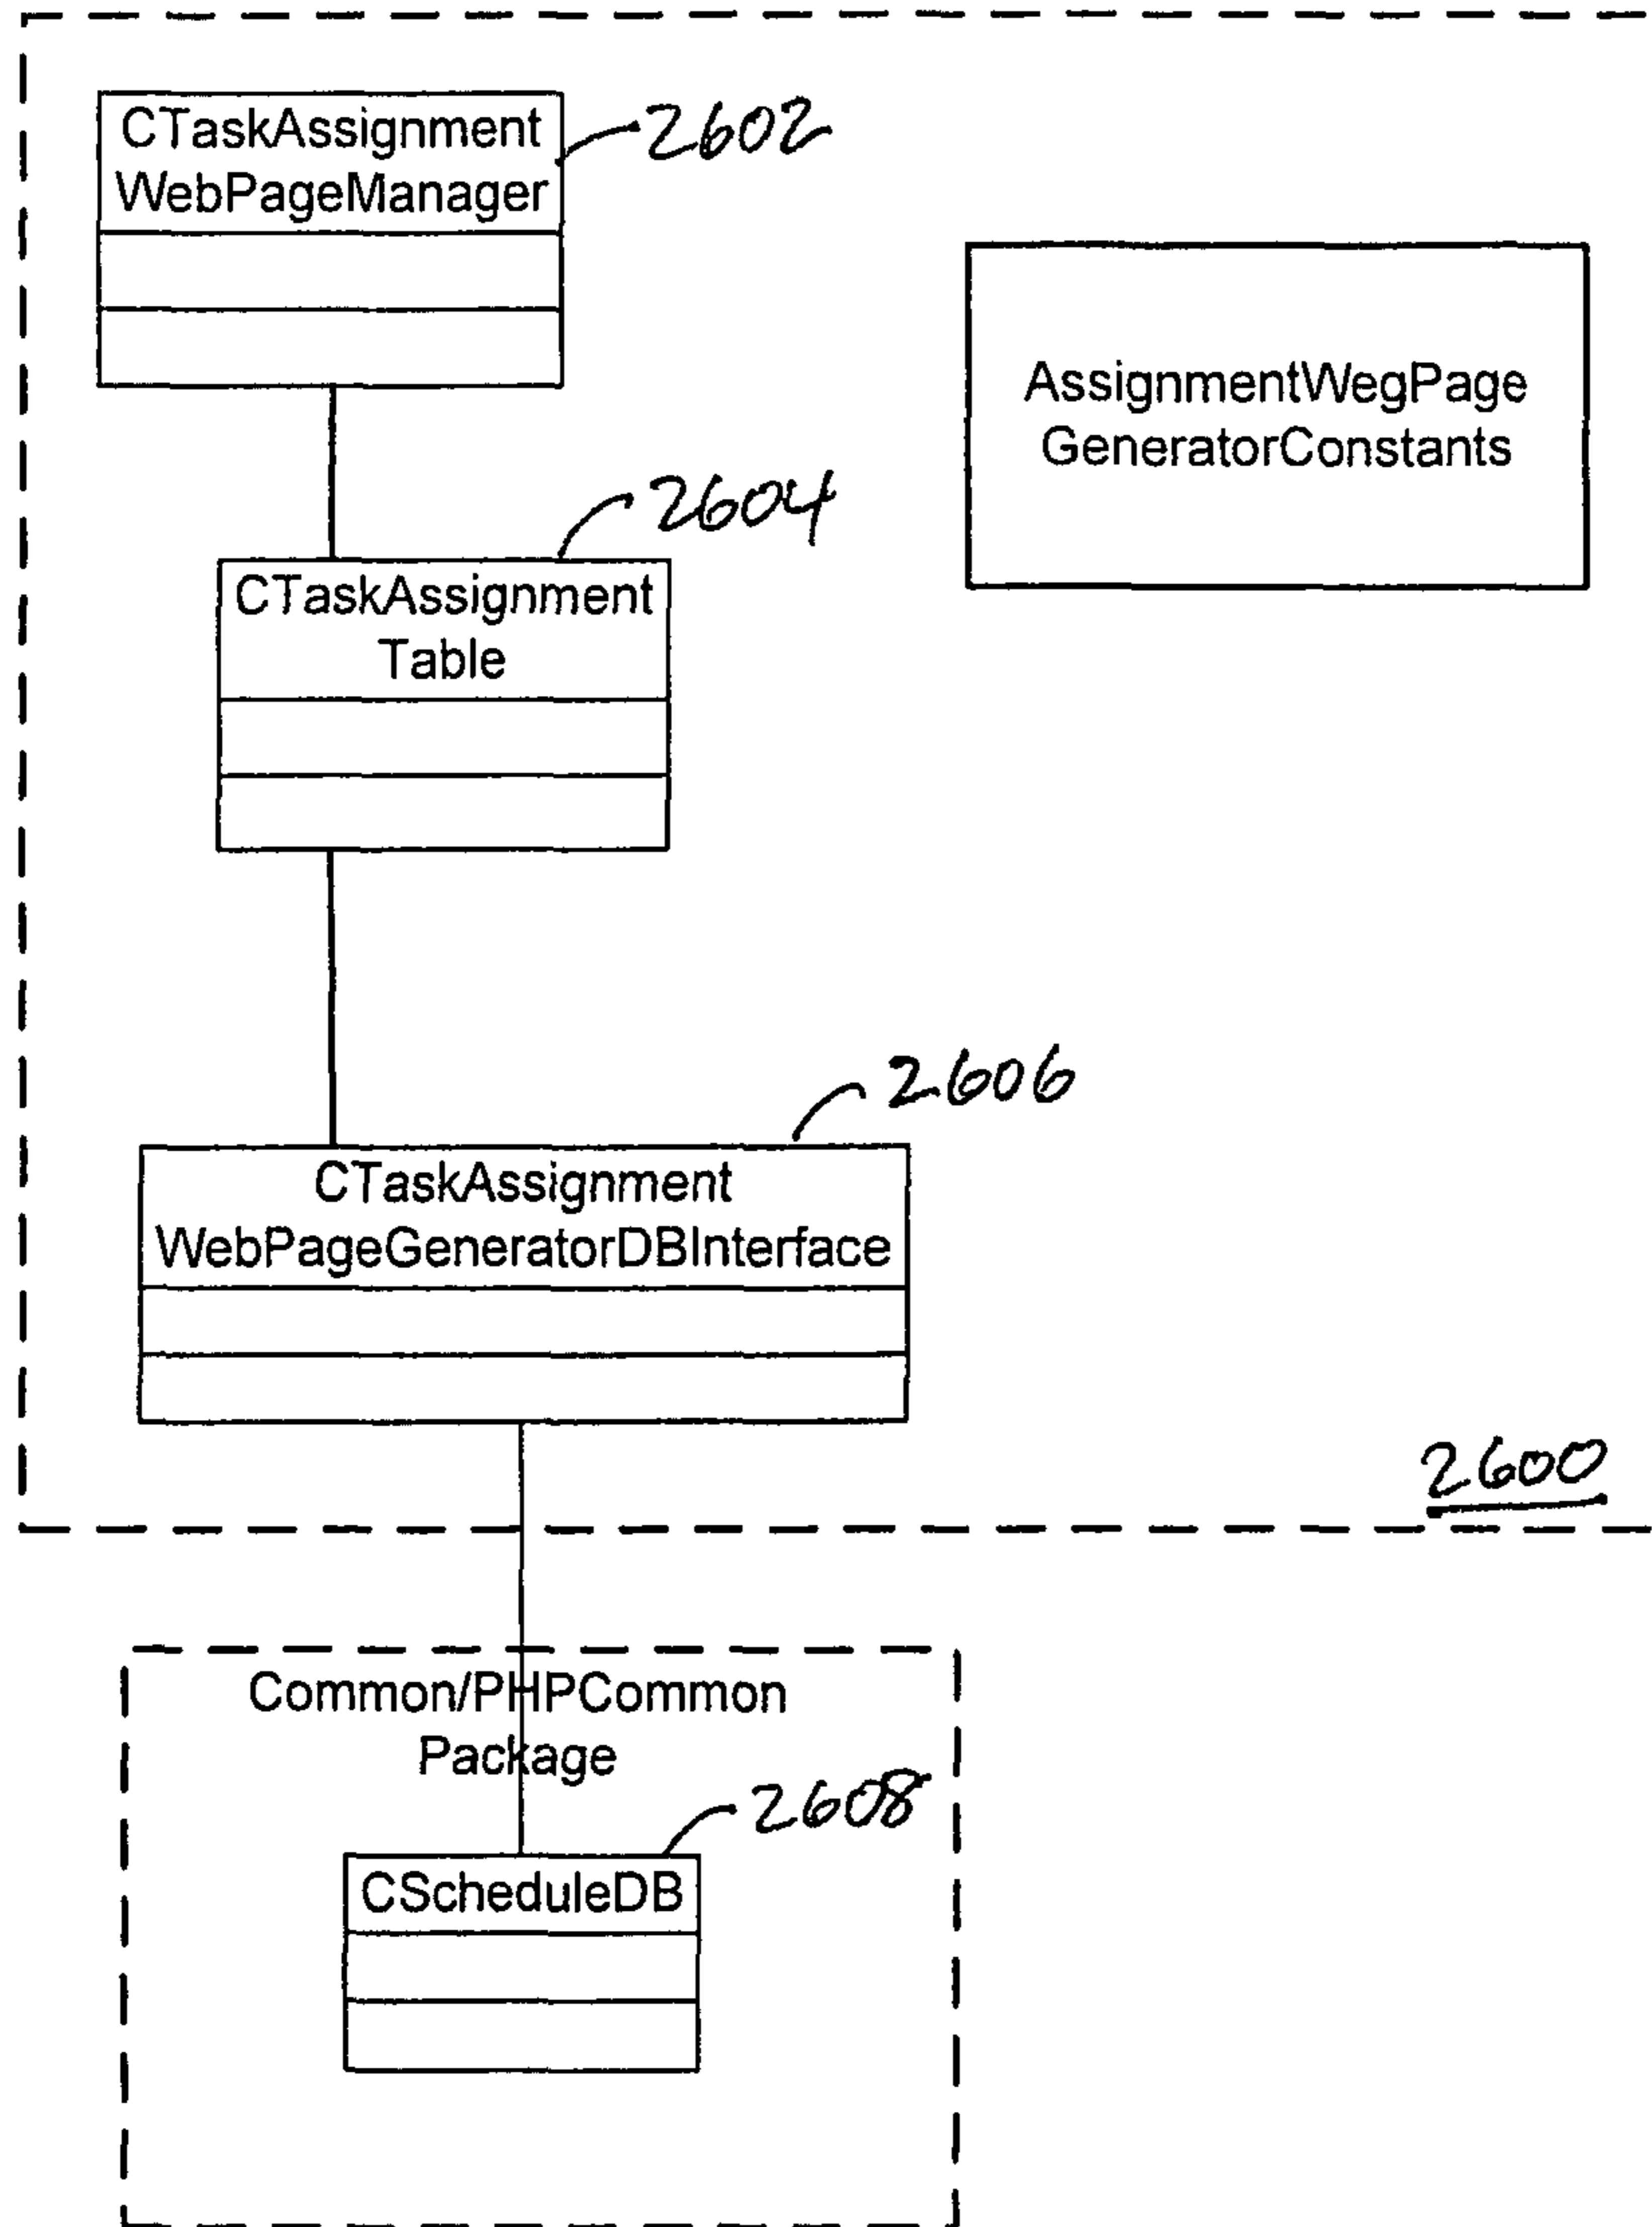 CTaskAssignment
WebPageManager
2602
AssignmentWegPage
GeneratorConstants
2604
CTaskAssignment
Table
2606
CTaskAssignment
WebPageGeneratorDBInterface
2600
Common/PHPCommon
Package
2608
CScheduleDB